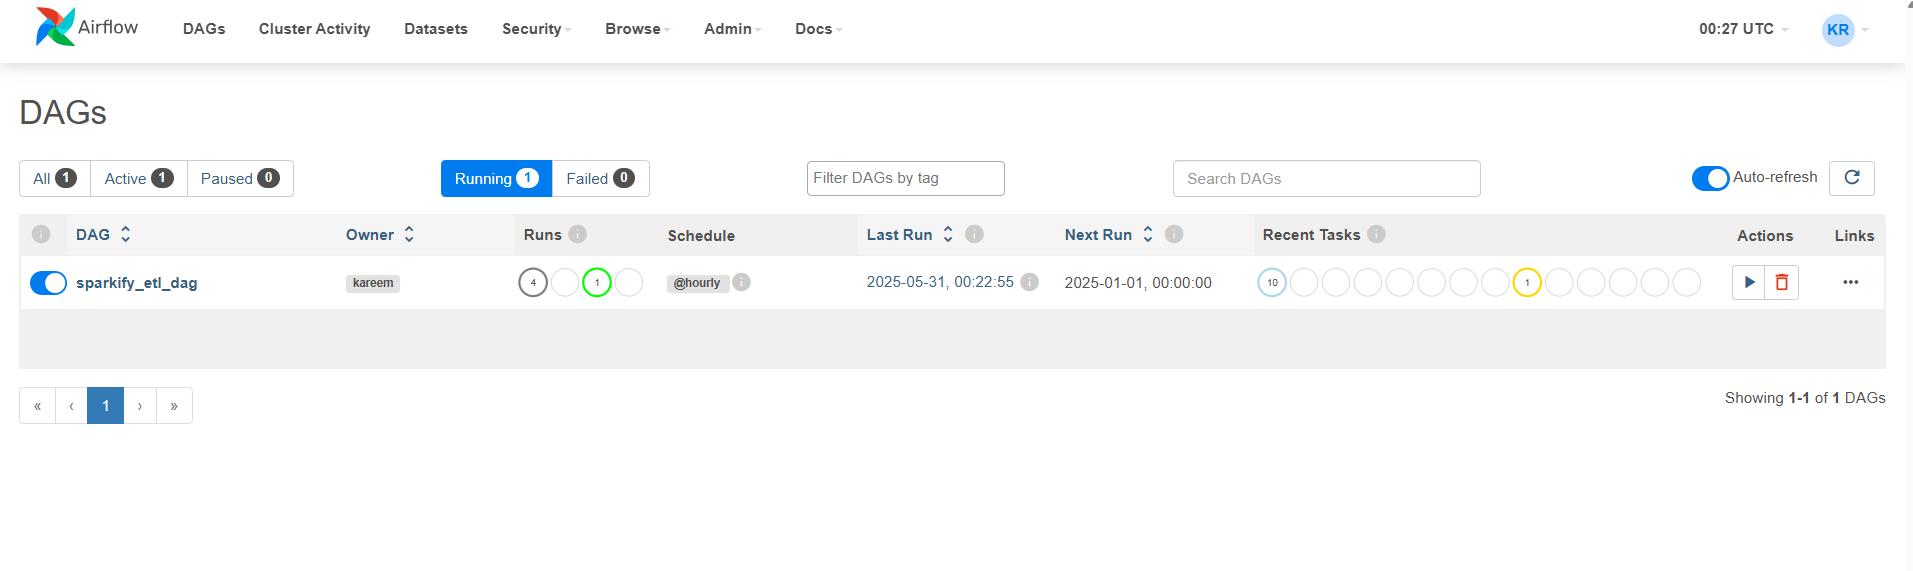 Airflow DAGs Cluster Activity Datasets Security Browse Admin Docs 00:27 UTC KR
DAGs
All 1 Active 1 Paused 0 Running 1 Failed 0 Filter DAGs by tag Search DAGs Auto-refresh
DAG Owner Runs Schedule Last Run Next Run Recent Tasks Actions Links
sparkify_etl_dag kareem 4 1 @hourly 2025-05-31, 00:22:55 2025-01-01, 00:00:00 10 1
« ‹ 1 › »
Showing 1-1 of 1 DAGs